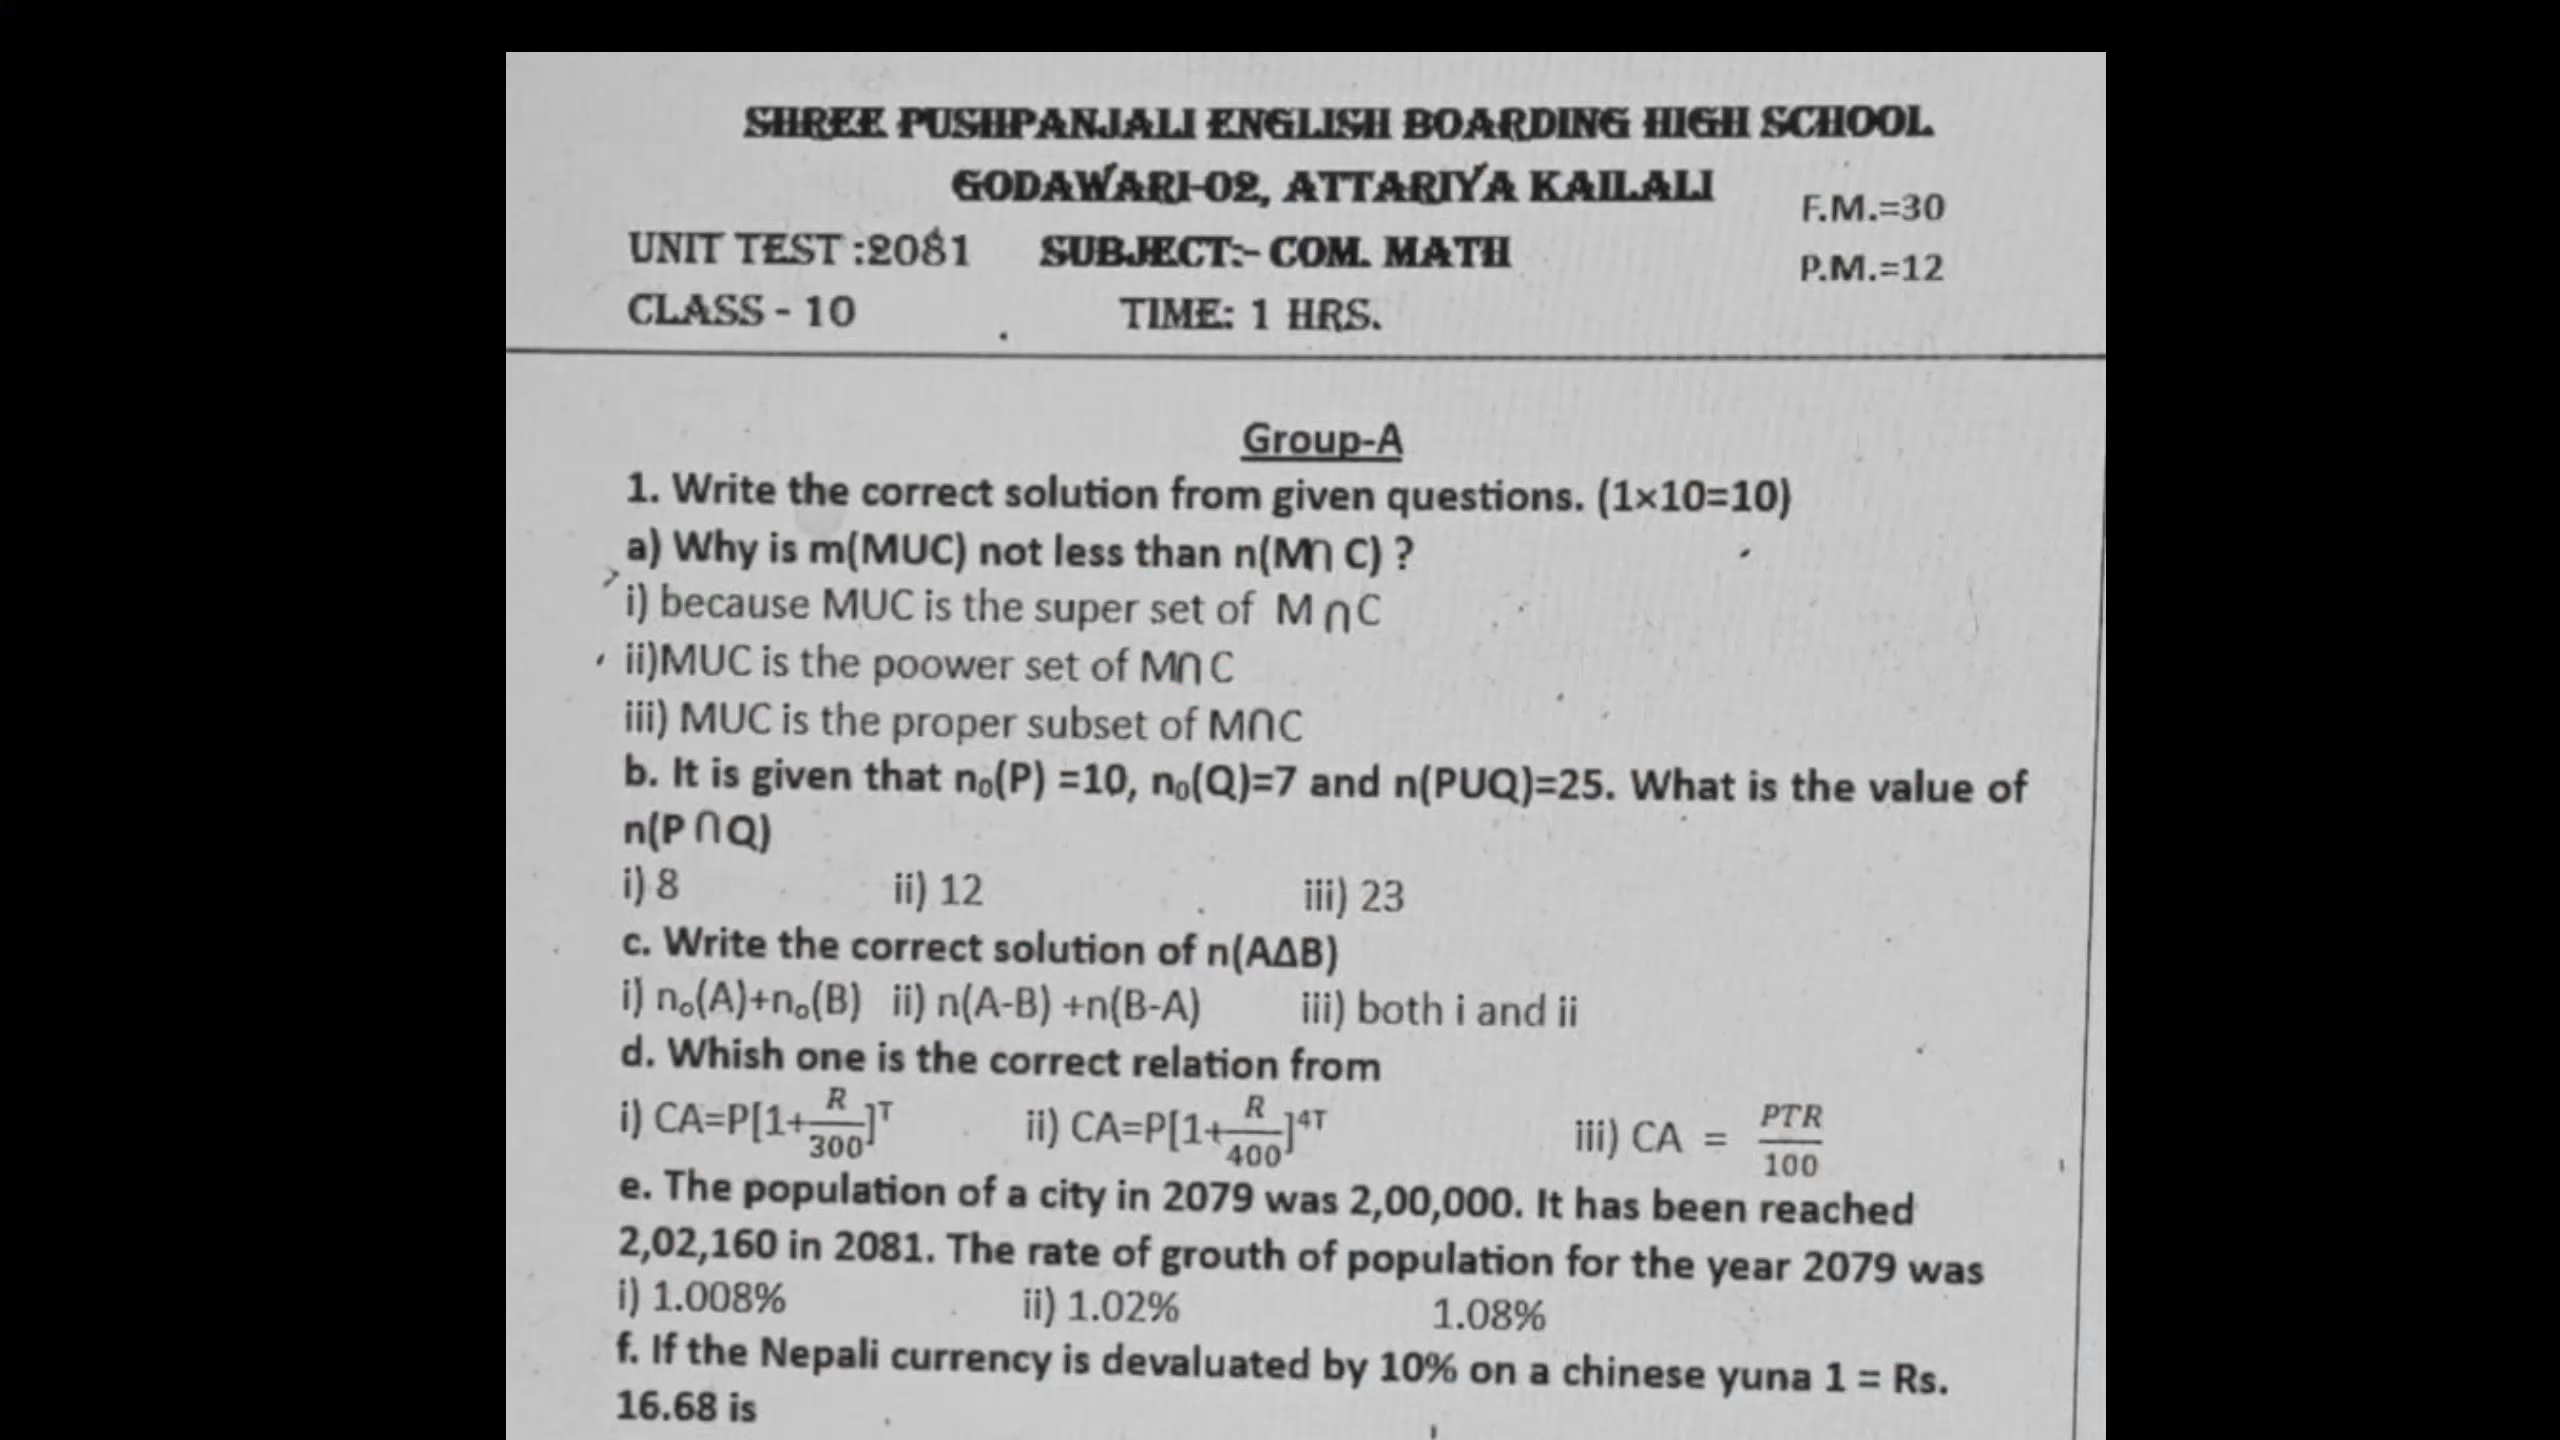 SHREE PUSHPANJALI ENGLISH BOARDING HIGH SCHOOL
GODAWARI-02, ATTARIYA KAILALI
F.M.=30
UNIT TEST :2081 SUBJECT:- COM. MATH
P.M.=12
CLASS - 10 TIME: 1 HRS.
Group-A
1. Write the correct solution from given questions. (1×10=10)
a) Why is m(MUC) not less than n(M∩ C) ?
i) because MUC is the super set of M∩C
ii)MUC is the poower set of M∩ C
iii) MUC is the proper subset of M∩C
b. It is given that n₀(P) =10, n₀(Q)=7 and n(PUQ)=25. What is the value of
n(P∩Q)
i) 8 ii) 12 iii) 23
c. Write the correct solution of n(AΔB)
i) nₒ(A)+nₒ(B) ii) n(A-B) +n(B-A) iii) both i and ii
d. Whish one is the correct relation from
i) CA=P[1+R/300]ᵀ ii) CA=P[1+R/400]⁴ᵀ iii) CA = PTR/100
e. The population of a city in 2079 was 2,00,000. It has been reached
2,02,160 in 2081. The rate of grouth of population for the year 2079 was
i) 1.008% ii) 1.02% 1.08%
f. If the Nepali currency is devaluated by 10% on a chinese yuna 1 = Rs.
16.68 is